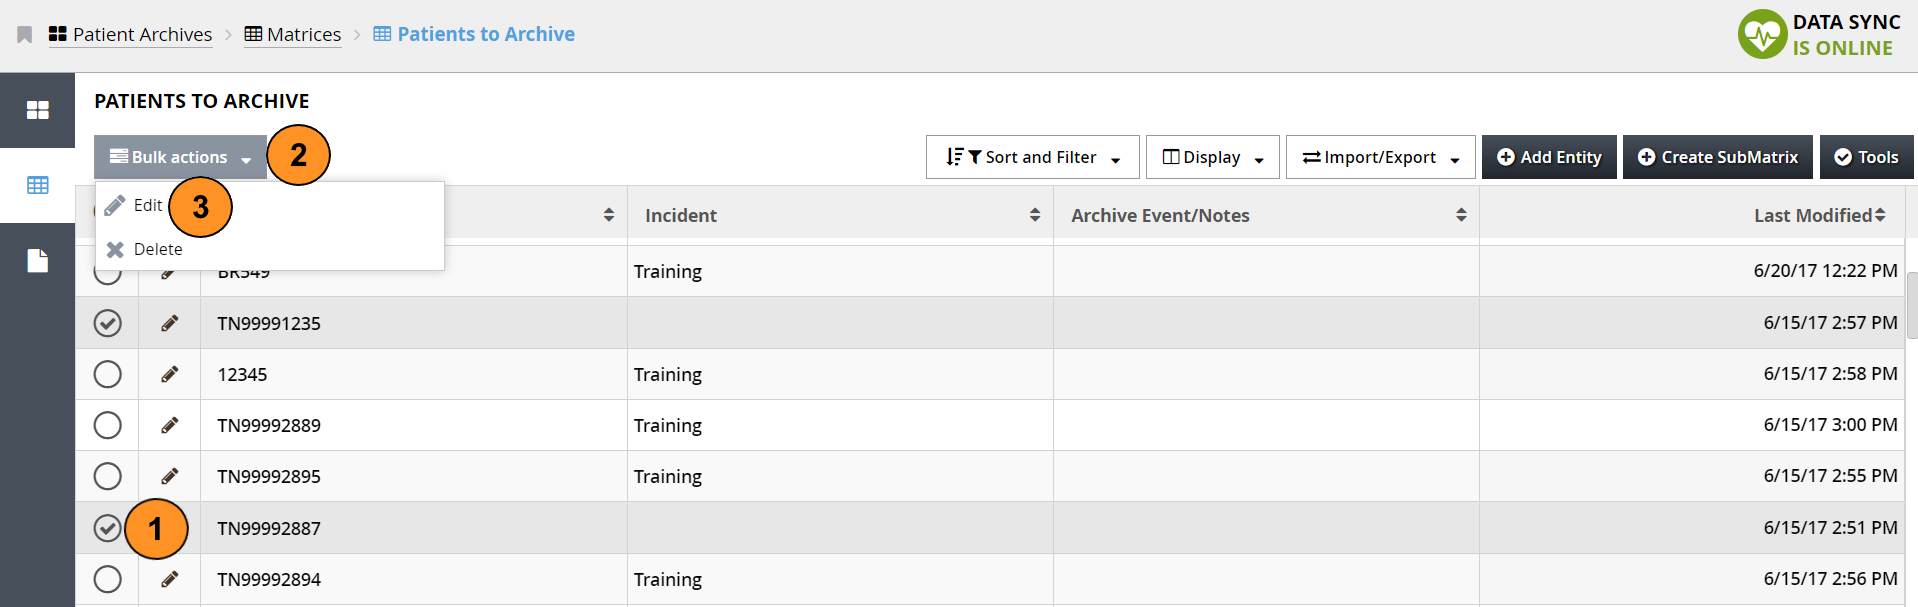 Patient Archives > Matrices > Patients to Archive
DATA SYNC
IS ONLINE
PATIENTS TO ARCHIVE
Bulk actions
2
Sort and Filter
Display
Import/Export
Add Entity
Create SubMatrix
Tools
Edit
3
Delete
Incident
Archive Event/Notes
Last Modified
BR549 Training 6/20/17 12:22 PM
TN99991235 6/15/17 2:57 PM
12345 Training 6/15/17 2:58 PM
TN99992889 Training 6/15/17 3:00 PM
TN99992895 Training 6/15/17 2:55 PM
1 TN99992887 6/15/17 2:51 PM
TN99992894 Training 6/15/17 2:56 PM